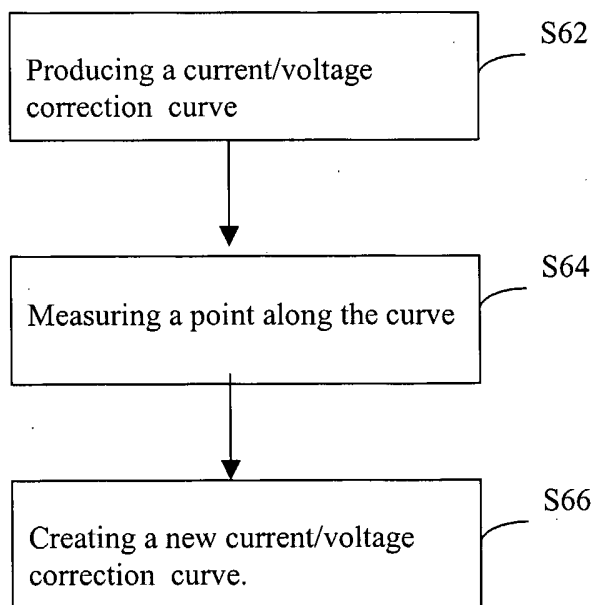 S62
Producing a current/voltage
correction curve
S64
Measuring a point along the curve
S66
Creating a new current/voltage
correction curve.